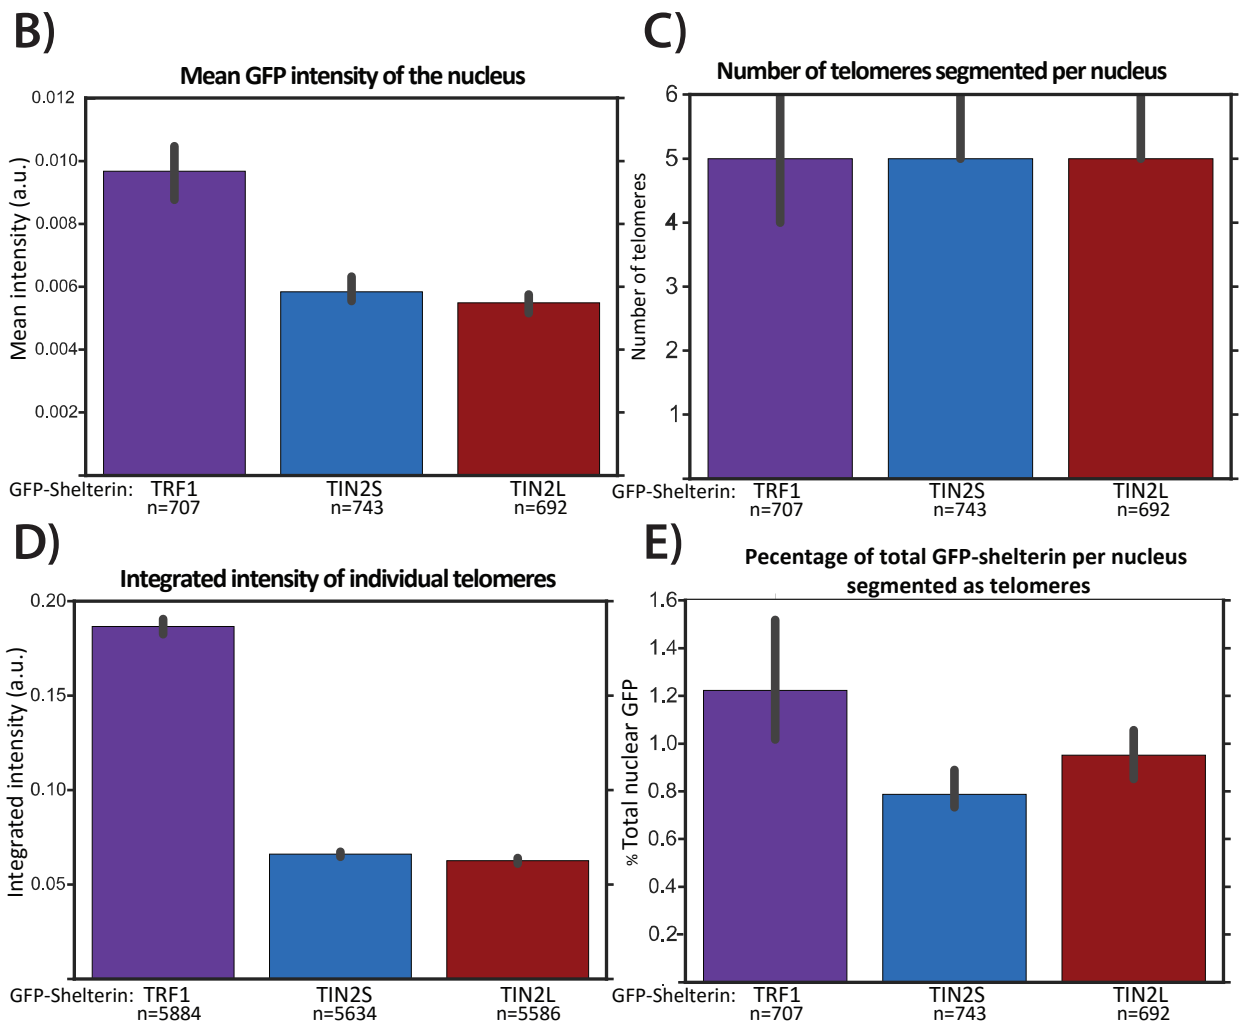 B)
Mean GFP intensity of the nucleus
Mean intensity (a.u.)
0.012
0.010
0.008
0.006
0.004
0.002
GFP-Shelterin: TRF1 TIN2S TIN2L
n=707 n=743 n=692
C)
Number of telomeres segmented per nucleus
Number of telomeres
6
5
4
3
2
1
GFP-Shelterin: TRF1 TIN2S TIN2L
n=707 n=743 n=692
D)
Integrated intensity of individual telomeres
Integrated intensity (a.u.)
0.20
0.15
0.10
0.05
GFP-Shelterin: TRF1 TIN2S TIN2L
n=5884 n=5634 n=5586
E)
Pecentage of total GFP-shelterin per nucleus
segmented as telomeres
% Total nuclear GFP
1.6
1.4
1.2
1.0
0.8
0.6
0.4
0.2
GFP-Shelterin: TRF1 TIN2S TIN2L
n=707 n=743 n=692